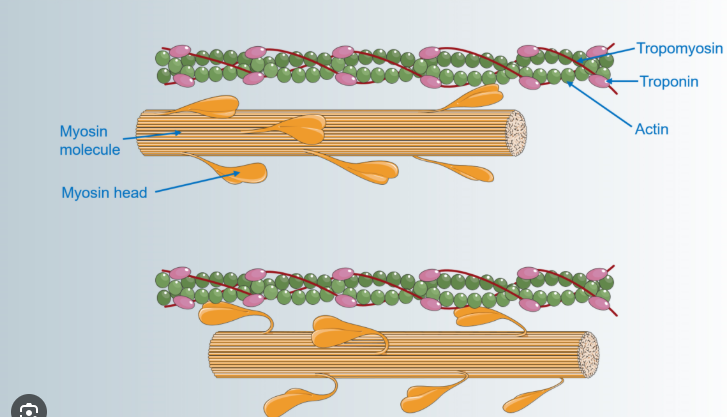 Tropomyosin
Troponin
Actin
Myosin
molecule
Myosin head